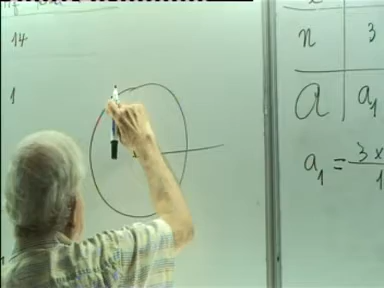 14
1
n 3
a a₁
a₁ = 3 x
1